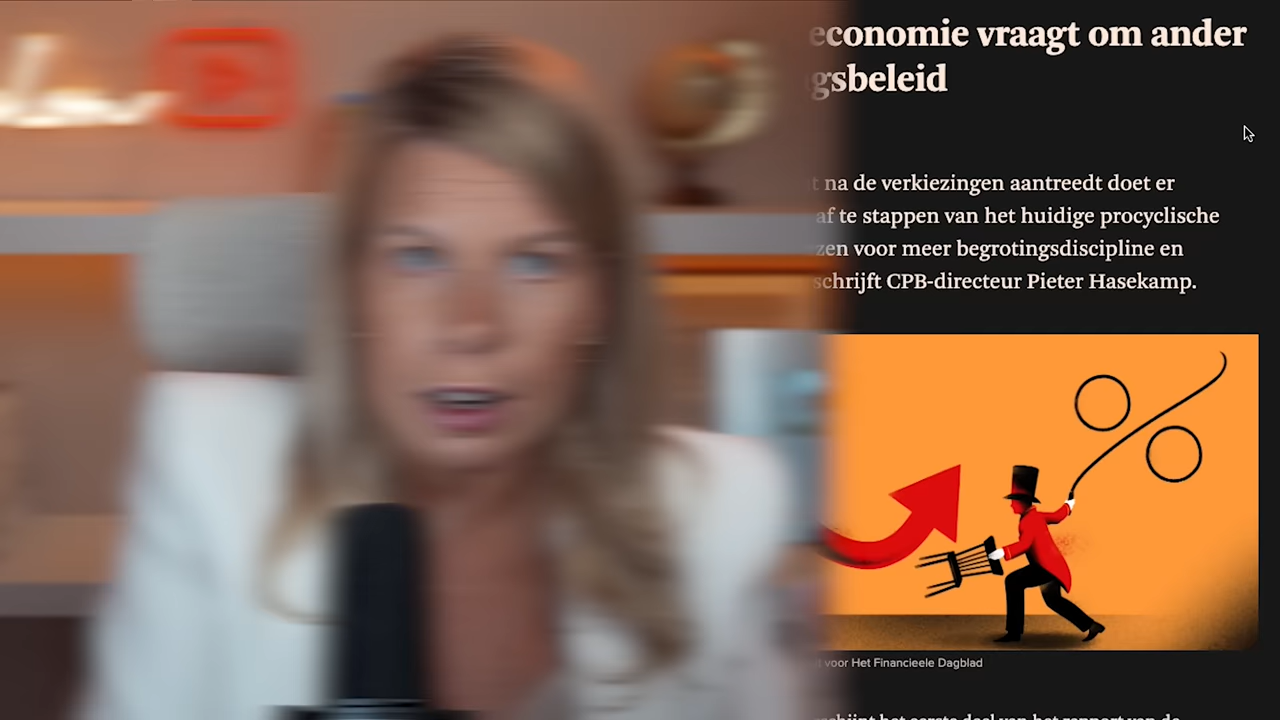 economie vraagt om ander
gsbeleid
na de verkiezingen aantreedt doet er
af te stappen van het huidige procyclische
zen voor meer begrotingsdiscipline en
schrijft CPB-directeur Pieter Hasekamp.
voor Het Financieele Dagblad